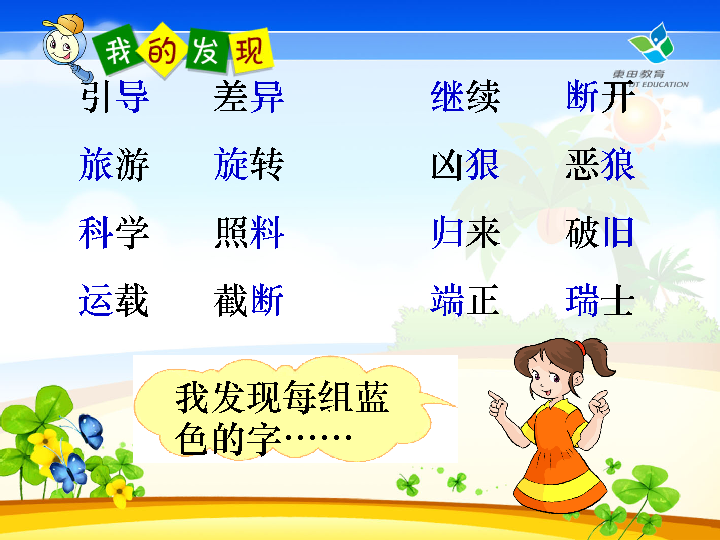 我的发现
東田教育
DT EDUCATION
引导 差异 继续 断开
旅游 旋转 凶狠 恶狼
科学 照料 归来 破旧
运载 截断 端正 瑞士
我发现每组蓝
色的字……